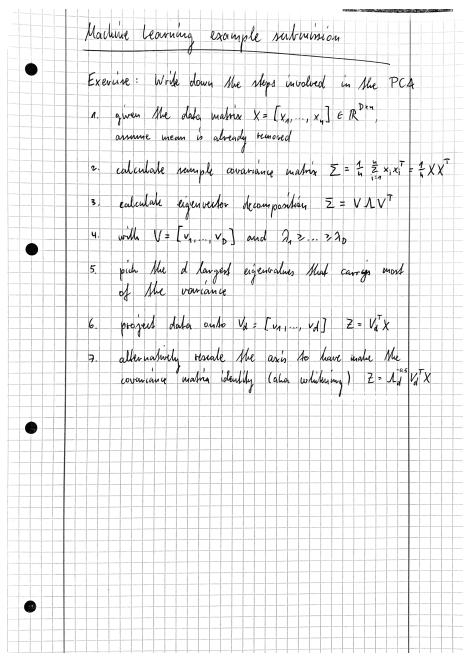 Machine Learning example submission
Exercise: Write down the steps involved in the PCA
1. given the data matrix X = [x₁,..., xₙ] ∈ ℝᴰˣⁿ,
assume mean is already removed
2. calculate sample covariance matrix Σ = 1/n Σᵢ₌₁ⁿ xᵢxᵢᵀ = 1/n XXᵀ
3. calculate eigenvector decomposition Σ = VΛVᵀ
4. with V = [v₁,..., v_D] and λ₁ ≥ ... ≥ λ_D
5. pick the d largest eigenvalues that carry most
of the variance
6. project data onto V_d = [v₁,..., v_d] Z = V_dᵀX
7. alternatively rescale the axis to have make the
covariance matrix identity (aka whitening) Z = Λ_d^-0.5 V_dᵀX